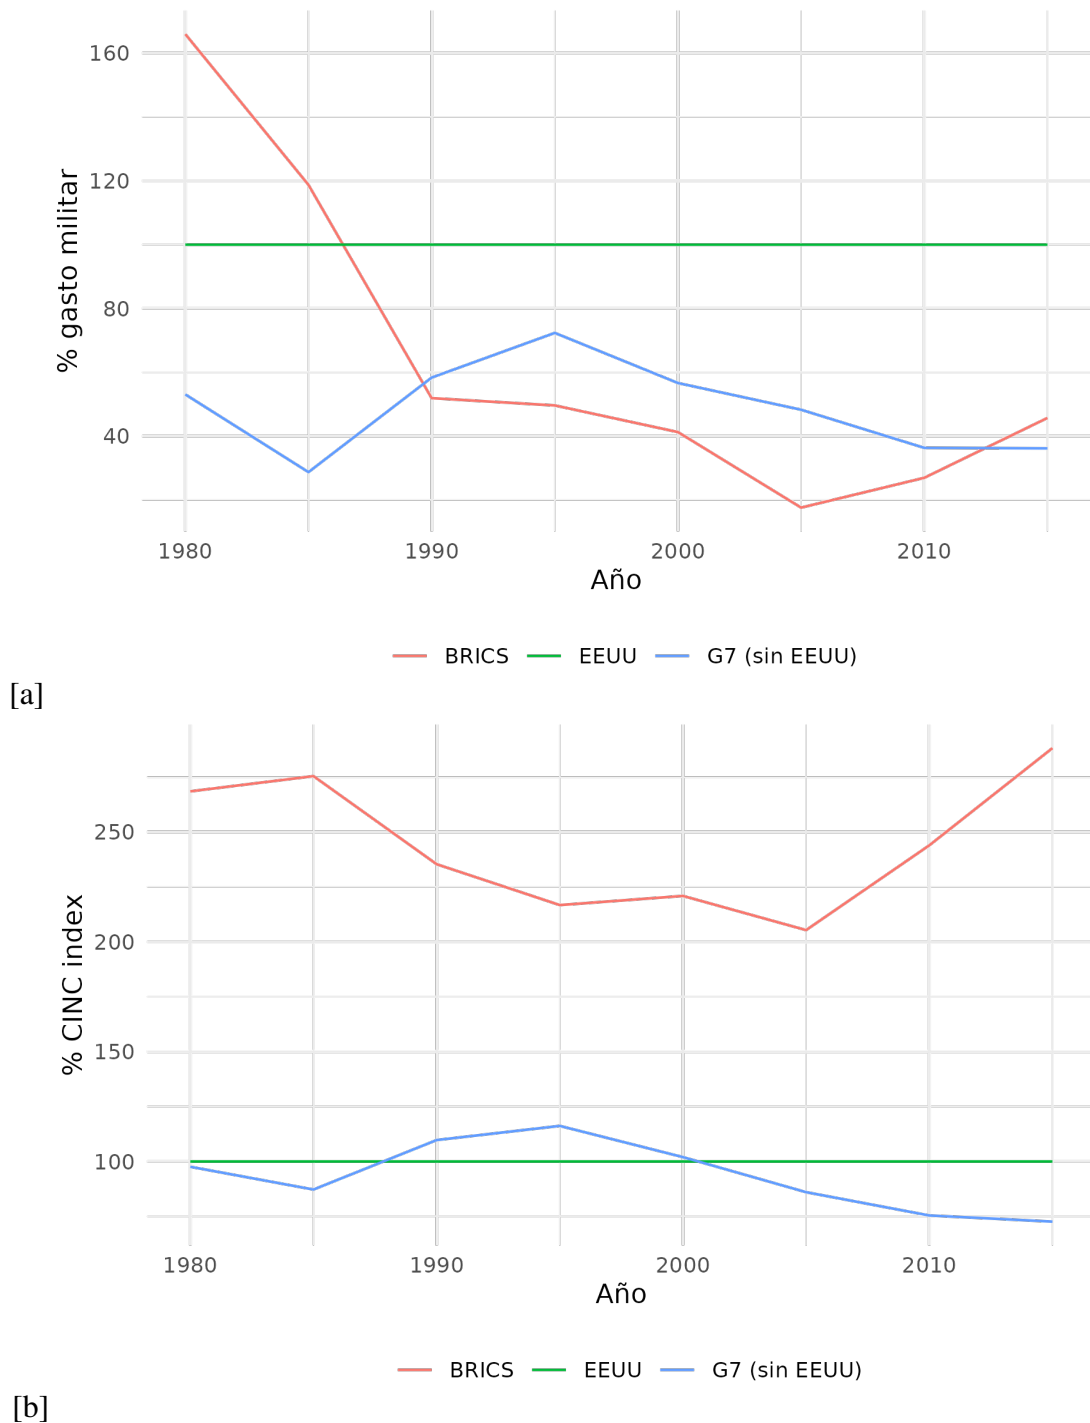 160
120
80
40
% gasto militar
1980 1990 2000 2010
Año
BRICS EEUU G7 (sin EEUU)
[a]
250
200
150
100
% CINC index
1980 1990 2000 2010
Año
BRICS EEUU G7 (sin EEUU)
[b]